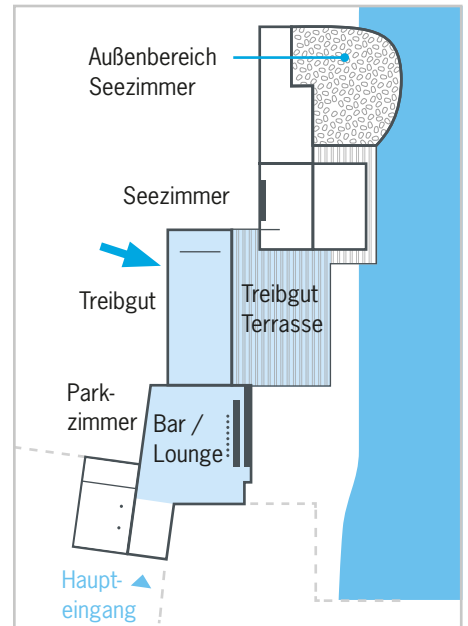 Außenbereich
Seezimmer
Seezimmer
Treibgut
Treibgut
Terrasse
Park-
zimmer
Bar /
Lounge
Haupt-
eingang